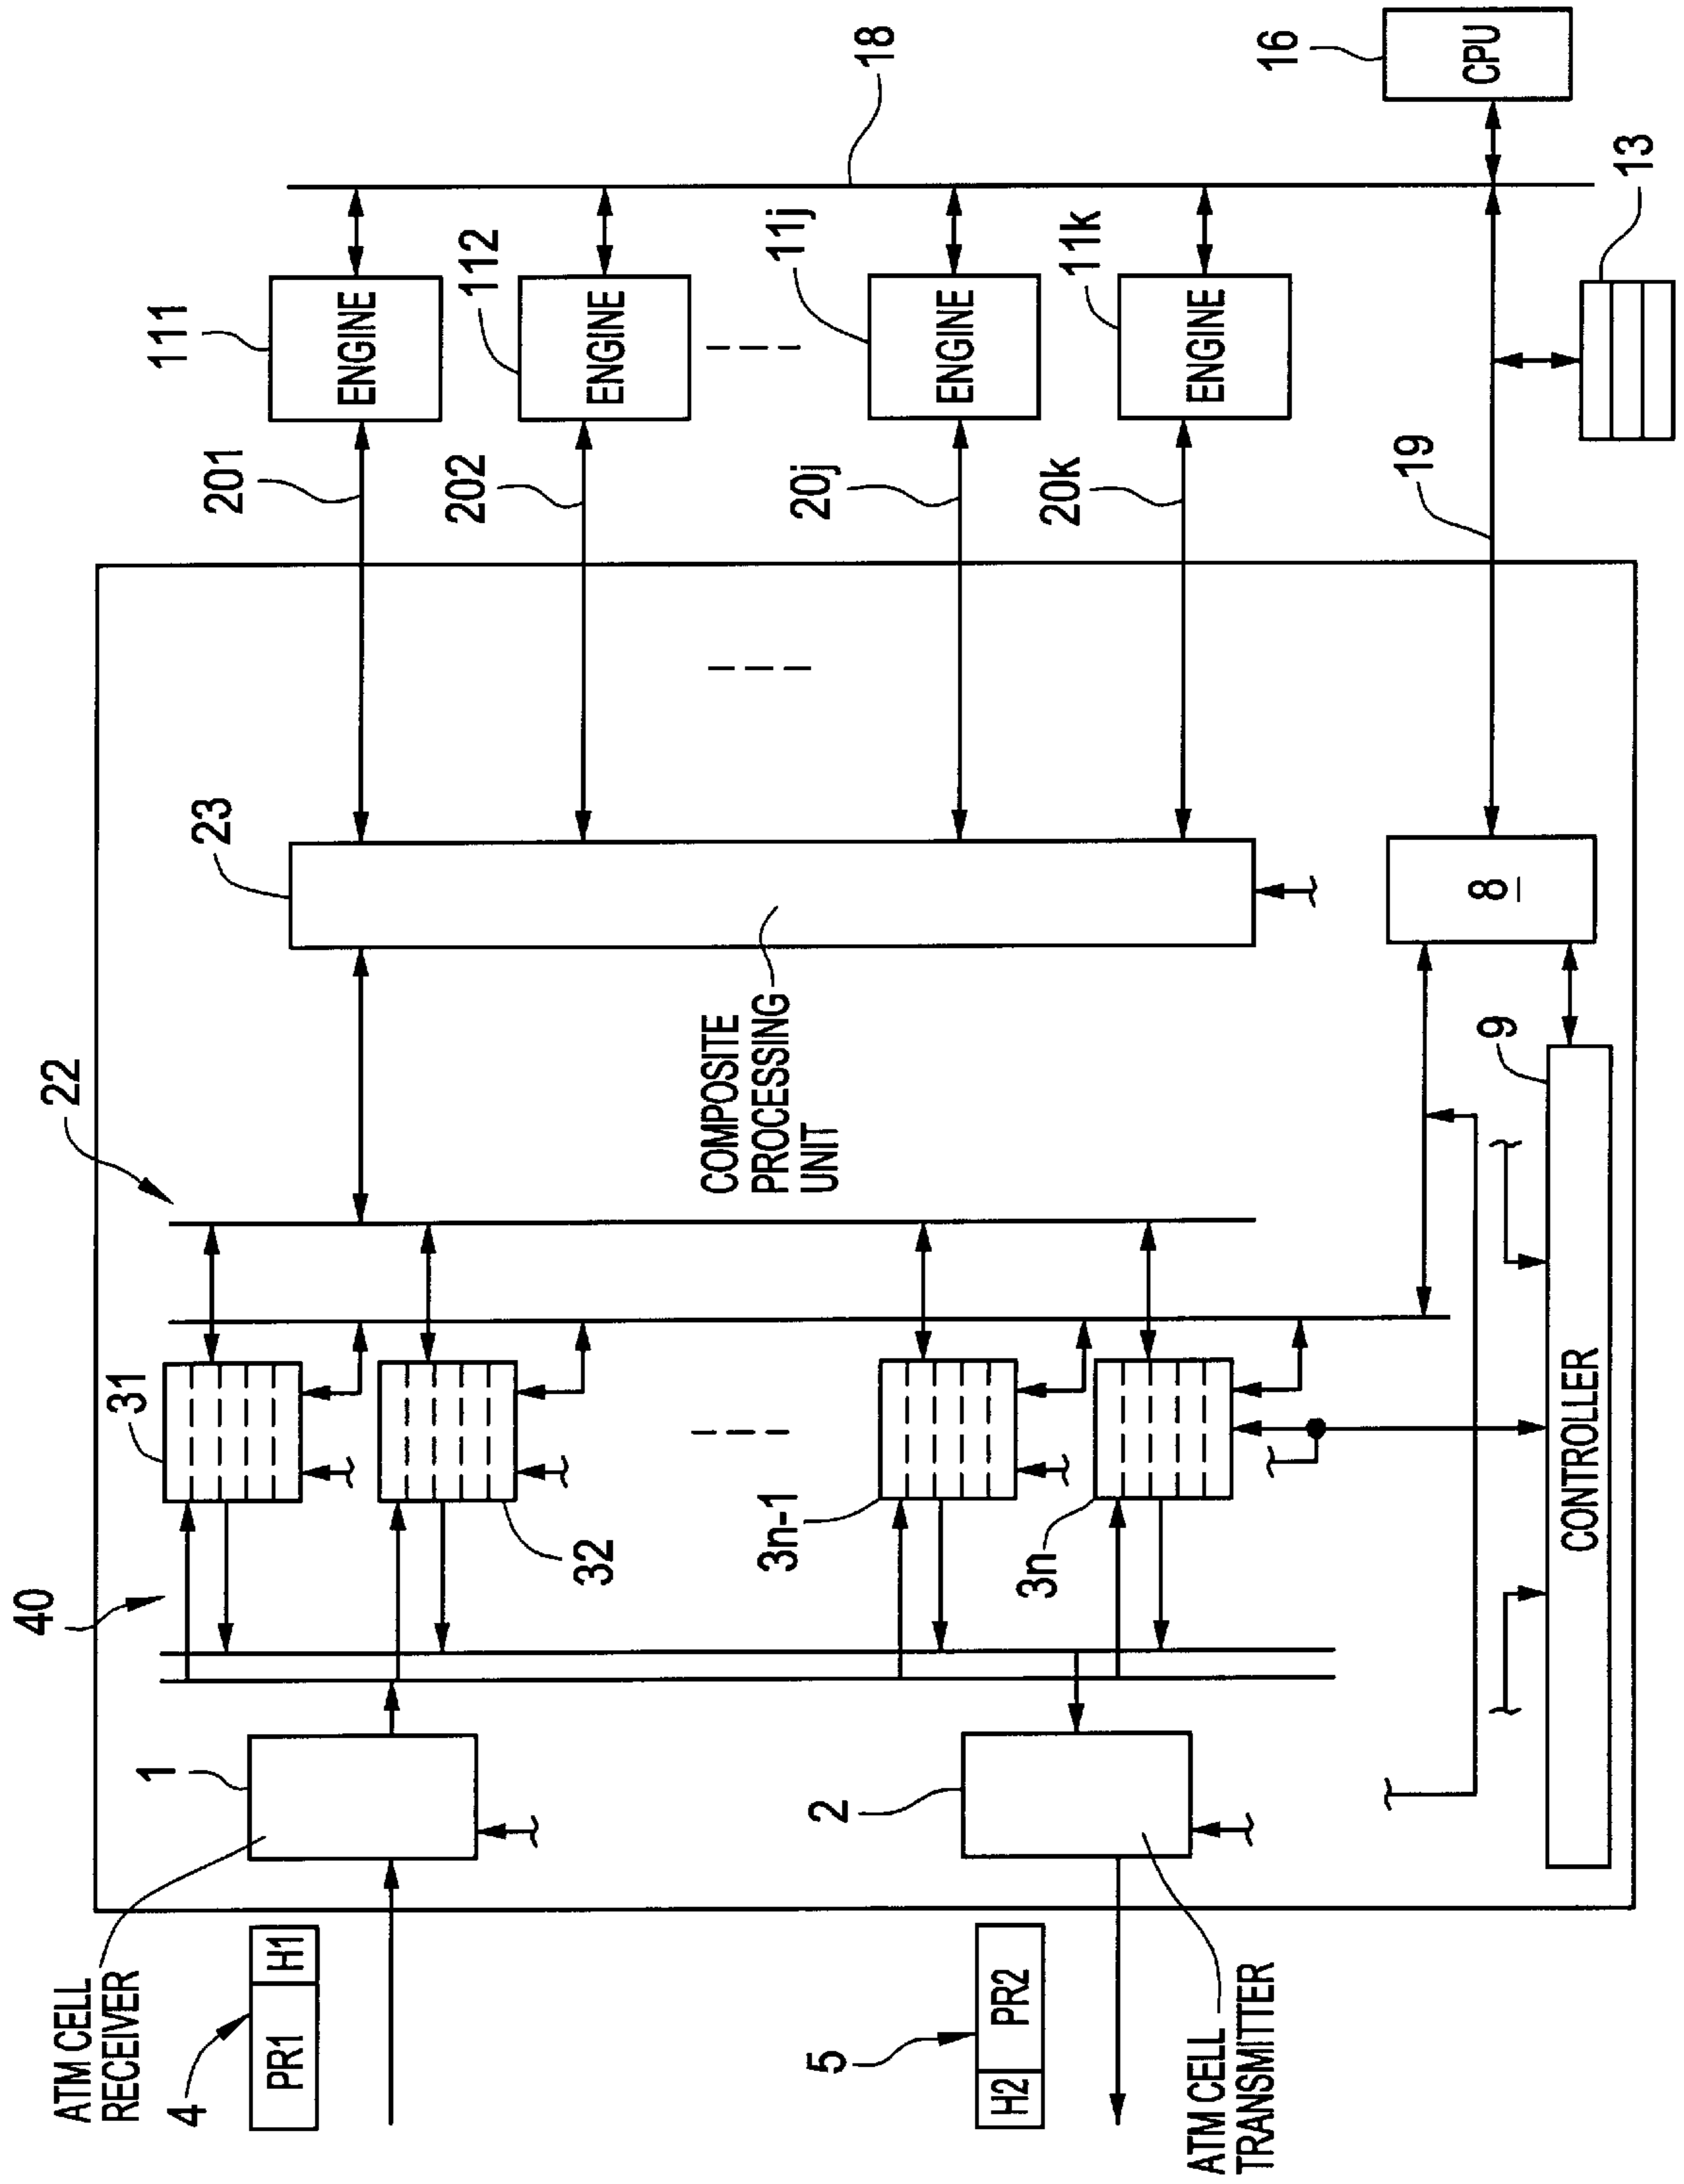 ATM CELL
RECEIVER
4
PR1
H1
1
40
31
32
3n-1
3n
22
23
COMPOSITE
PROCESSING
UNIT
201
202
20j
20k
111
112
11j
11k
ENGINE
ENGINE
ENGINE
ENGINE
18
16
CPU
13
19
8
9
CONTROLLER
2
5
H2
PR2
ATM CELL
TRANSMITTER